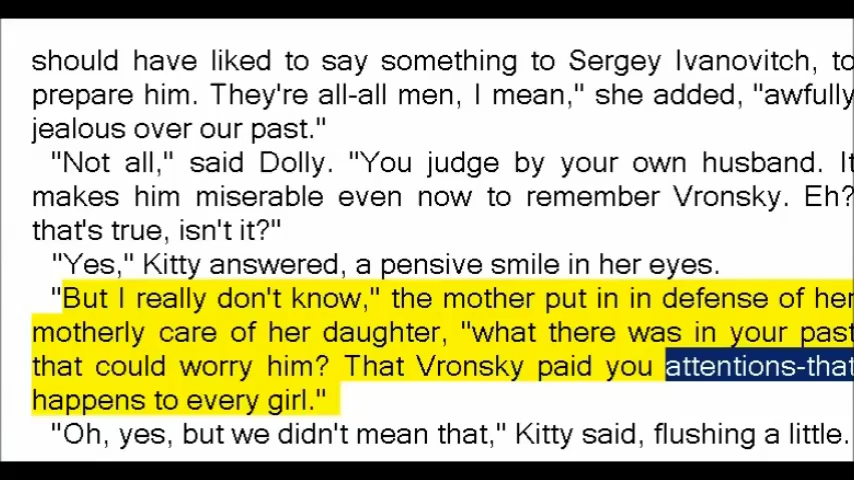 should have liked to say something to Sergey Ivanovitch, to
prepare him. They're all-all men, I mean," she added, "awfully
jealous over our past."
"Not all," said Dolly. "You judge by your own husband. It
makes him miserable even now to remember Vronsky. Eh?
that's true, isn't it?"
"Yes," Kitty answered, a pensive smile in her eyes.
"But I really don't know," the mother put in in defense of her
motherly care of her daughter, "what there was in your past
that could worry him? That Vronsky paid you attentions-that
happens to every girl."
"Oh, yes, but we didn't mean that," Kitty said, flushing a little.